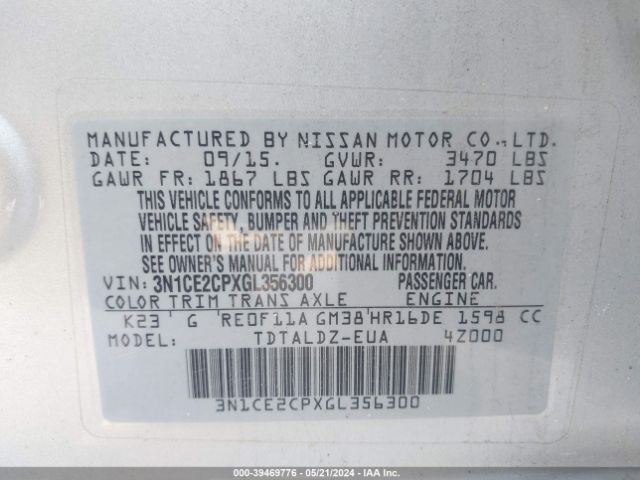 MANUFACTURED BY NISSAN MOTOR CO., LTD.
DATE: 09/15. GVWR: 3470 LBS
GAWR FR: 1867 LBS GAWR RR: 1704 LBS
THIS VEHICLE CONFORMS TO ALL APPLICABLE FEDERAL MOTOR
VEHICLE SAFETY, BUMPER AND THEFT PREVENTION STANDARDS
IN EFFECT ON THE DATE OF MANUFACTURE SHOWN ABOVE.
SEE OWNER'S MANUAL FOR ADDITIONAL INFORMATION.
VIN: 3N1CE2CPXGL356300 PASSENGER CAR.
COLOR TRIM TRANS AXLE ENGINE
K23 G RE0F11A GM38 HR16DE 1598 CC
MODEL: TDTALDZ-EUA 4Z000
3N1CE2CPXGL356300
000-39469776 - 05/21/2024 - IAA Inc.